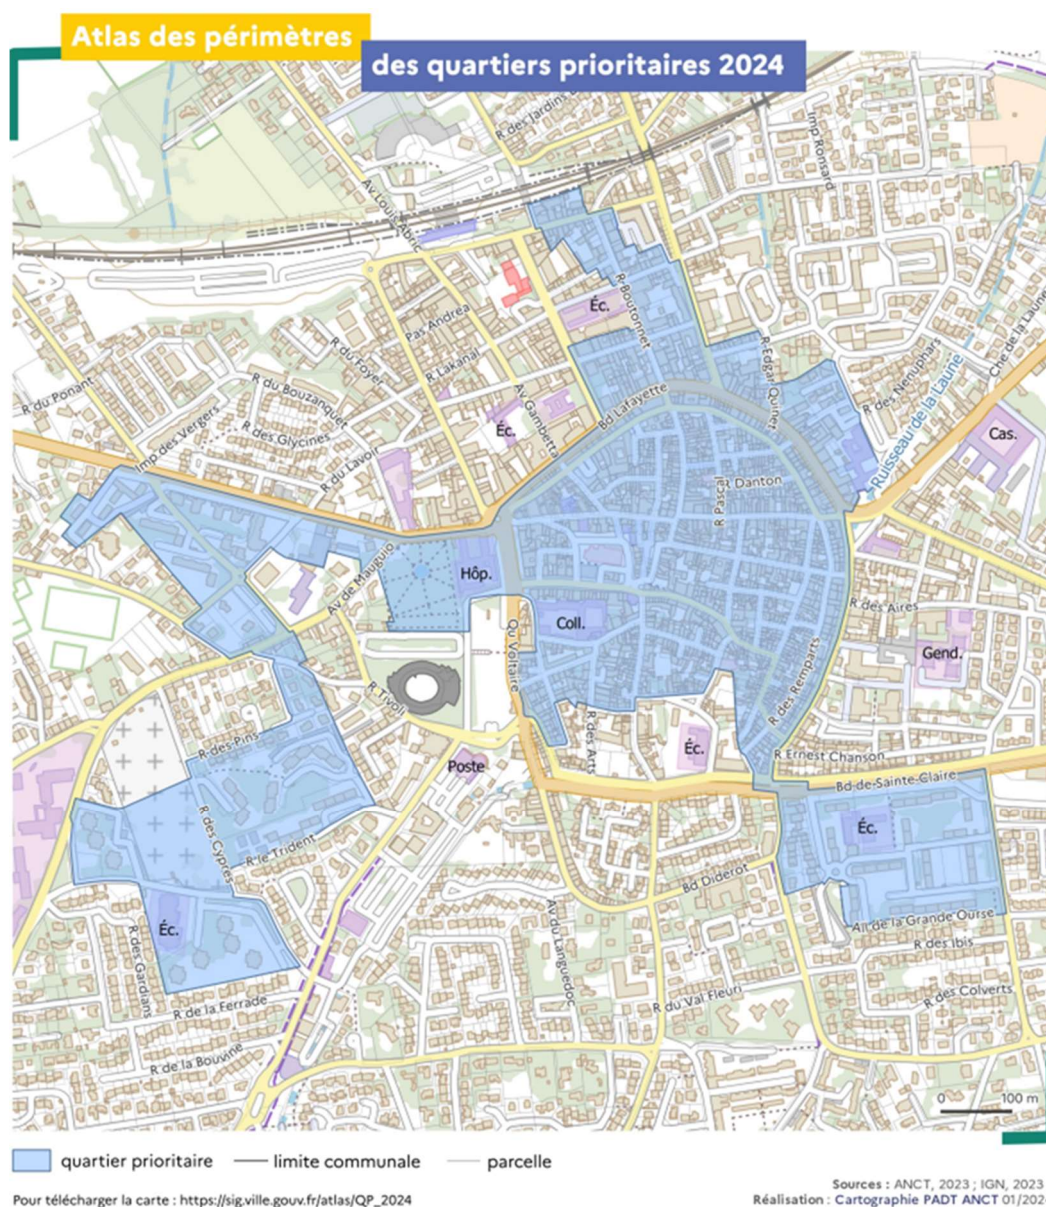 Atlas des périmètres
des quartiers prioritaires 2024
R des Jardins
Imp Ronsard
Av Louis Abric
R Boutonnet
Éc.
Pas Andrea
R Edgar Quinet
R du Foyer
R Lakanal
R des Nénuphars
Che de la Laune
Ruisseau de la Laune
R du Ponant
R du Bouzanquet
Av Gambetta
Bd Lafayette
Imp des Vergers
R des Glycines
Éc.
Cas.
R du Lavoir
R Danton
R Pascal
Av de Mauguio
Hôp.
R des Aires
Coll.
Qu Voltaire
Gend.
R des Remparts
R Tivoli
R des Pins
R des Arts
Éc.
R Ernest Chanson
Poste
Bd de Sainte Claire
R des Cyprès
R le Trident
Éc.
Bd Diderot
Éc.
Av du Languedoc
All de la Grande Ourse
R des Gardians
R des Ibis
R de la Ferrade
R du Val Fleuri
R des Colverts
R de la Bouvine
0 100 m
quartier prioritaire limite communale parcelle
Sources : ANCT, 2023 ; IGN, 2023
Pour télécharger la carte : https://sig.ville.gouv.fr/atlas/QP_2024
Réalisation : Cartographie PADT ANCT 01/2024